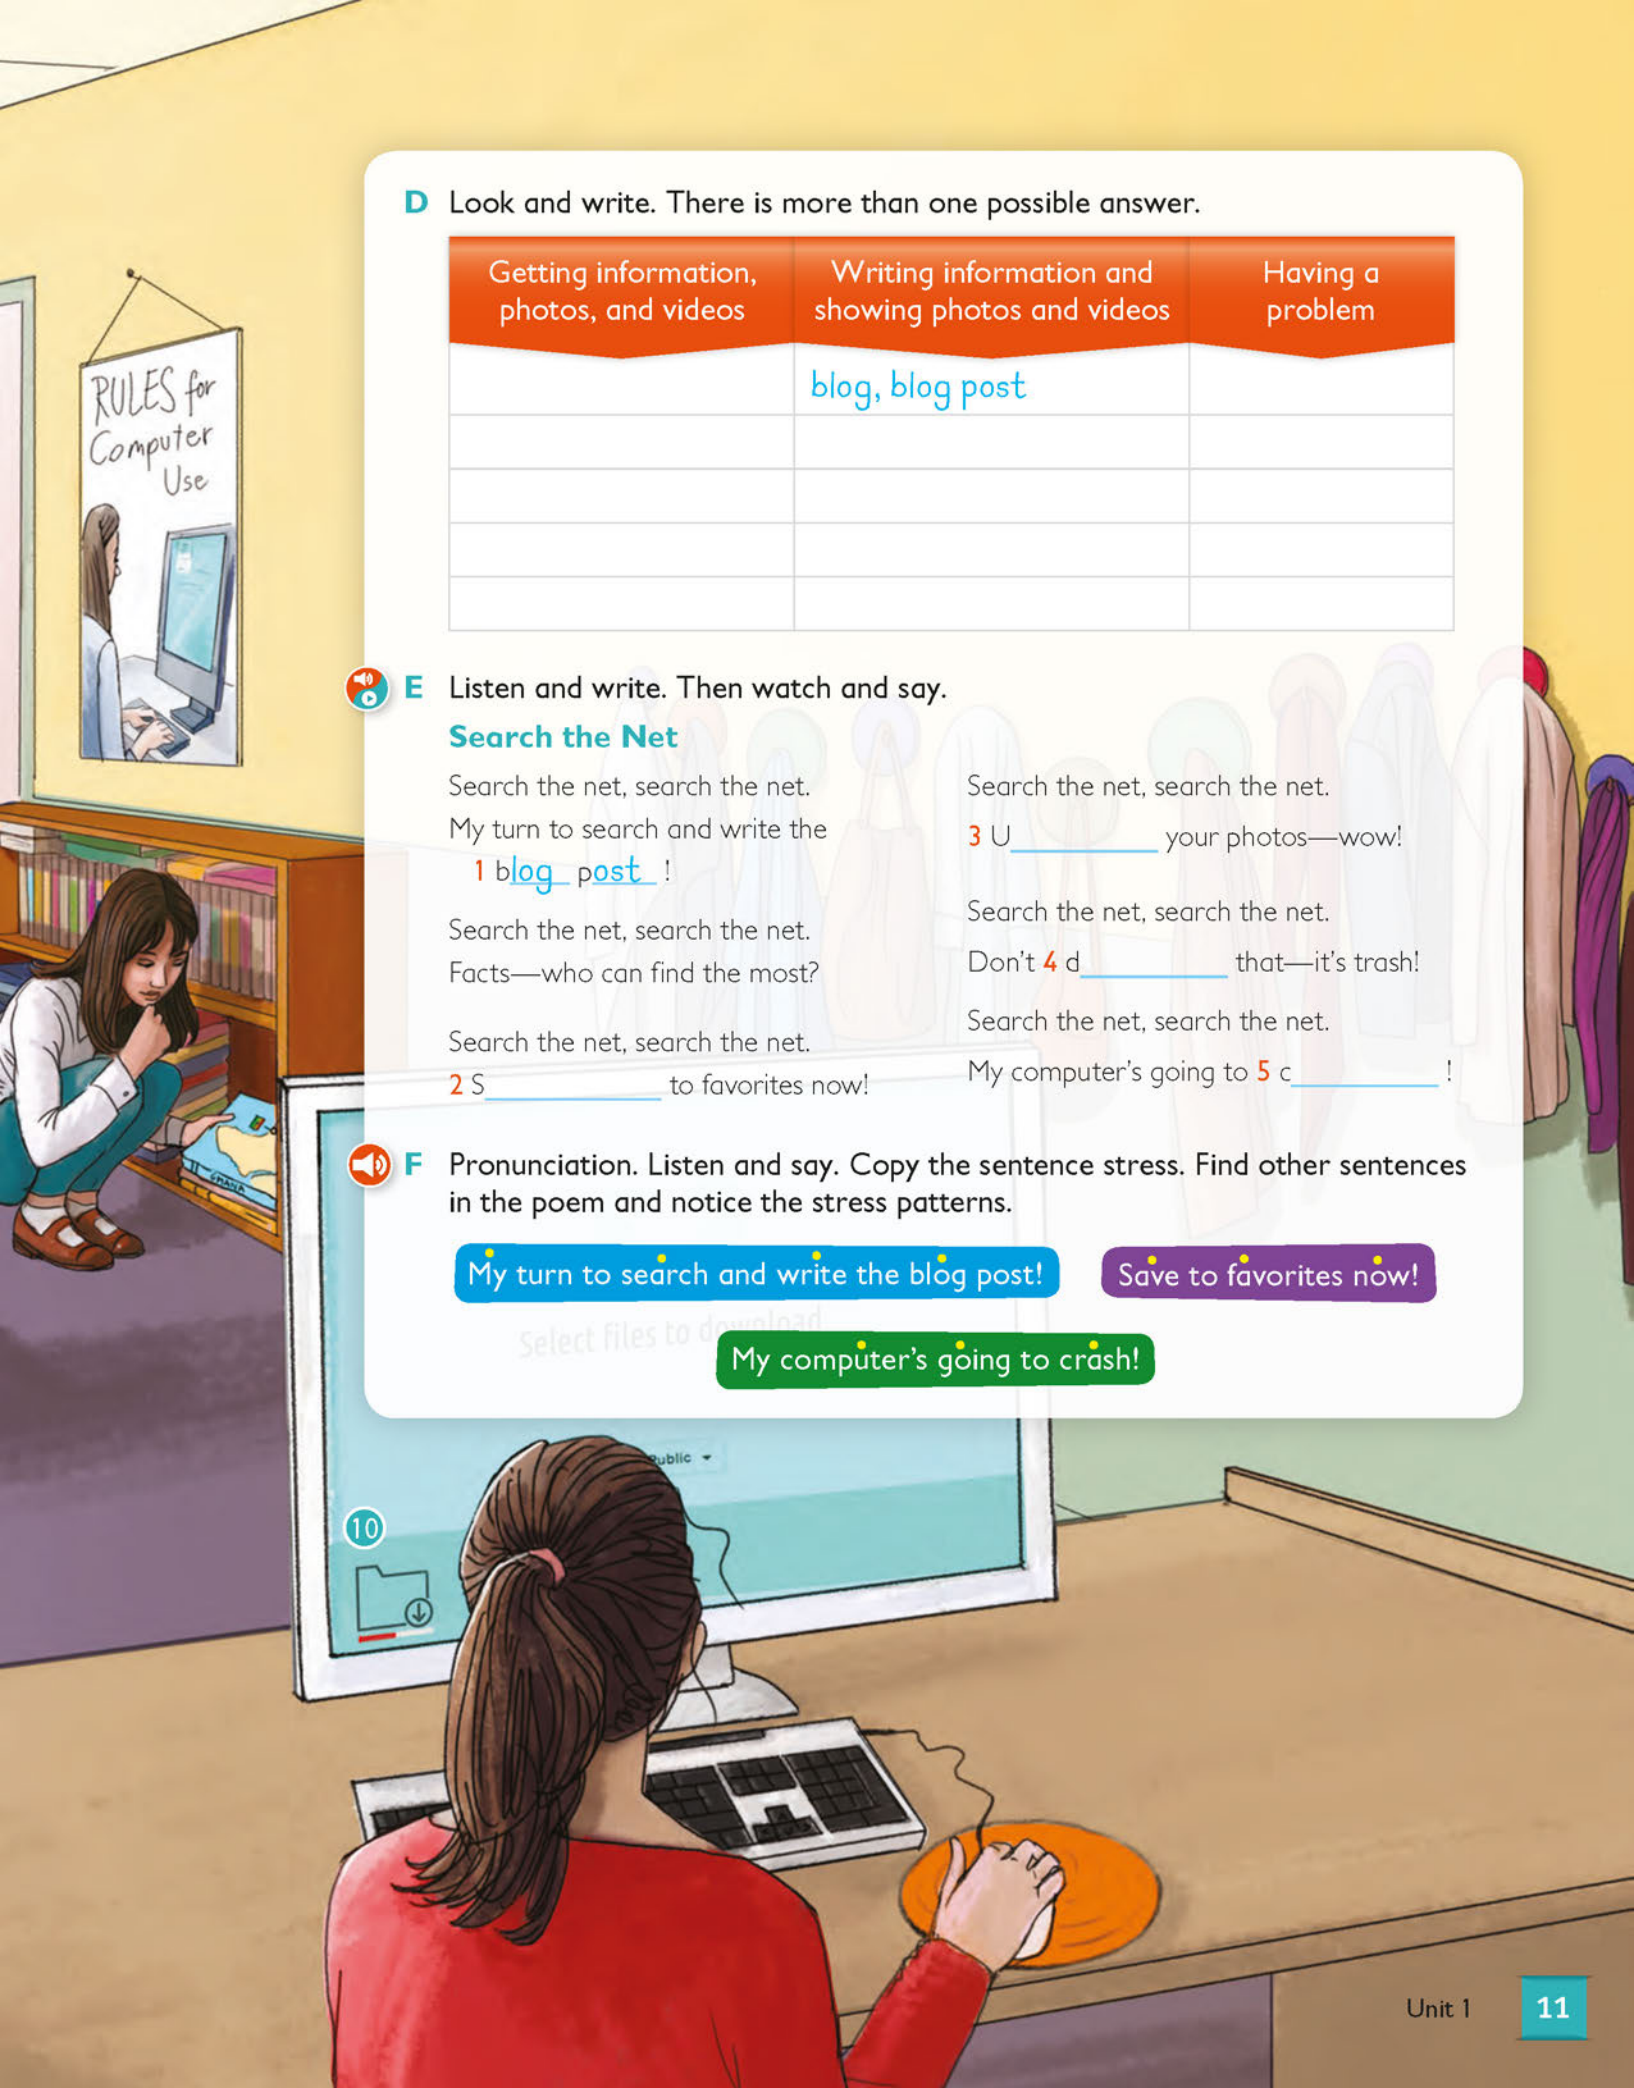 RULES for
Computer
Use
D Look and write. There is more than one possible answer.
Getting information,
photos, and videos
Writing information and
showing photos and videos
Having a
problem
blog, blog post
E Listen and write. Then watch and say.
Search the Net
Search the net, search the net.
My turn to search and write the
1 blog post !
Search the net, search the net.
Facts—who can find the most?
Search the net, search the net.
2 S____________ to favorites now!
Search the net, search the net.
3 U__________ your photos—wow!
Search the net, search the net.
Don't 4 d__________ that—it's trash!
Search the net, search the net.
My computer's going to 5 c__________ !
F Pronunciation. Listen and say. Copy the sentence stress. Find other sentences
in the poem and notice the stress patterns.
My turn to search and write the blog post!
Save to favorites now!
Select files to download
My computer's going to crash!
GHANA
Public
10
Unit 1 11